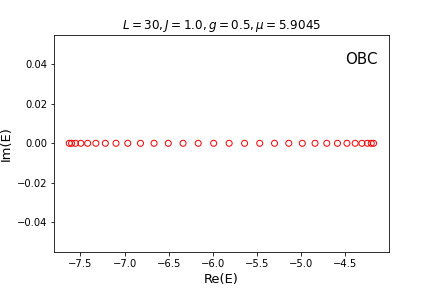 L = 30, J = 1.0, g = 0.5, μ = 5.9045
OBC
Im(E)
0.04
0.02
0.00
−0.02
−0.04
−7.5 −7.0 −6.5 −6.0 −5.5 −5.0 −4.5
Re(E)